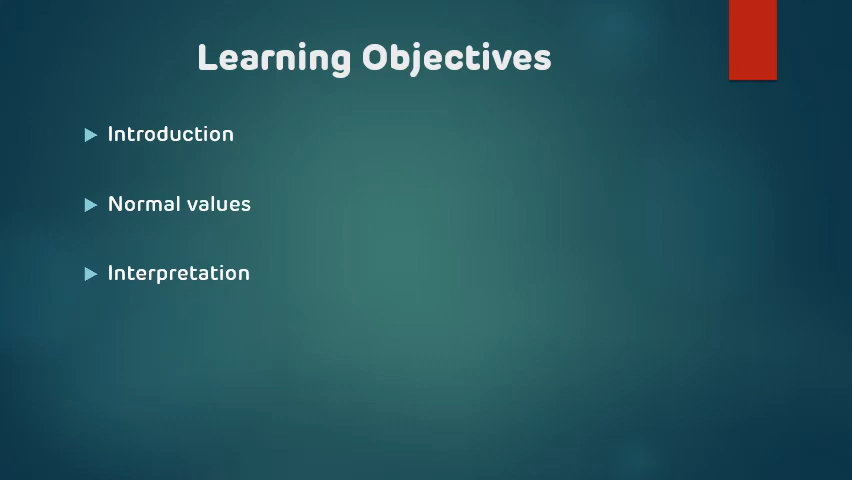 Learning Objectives
Introduction
Normal values
Interpretation